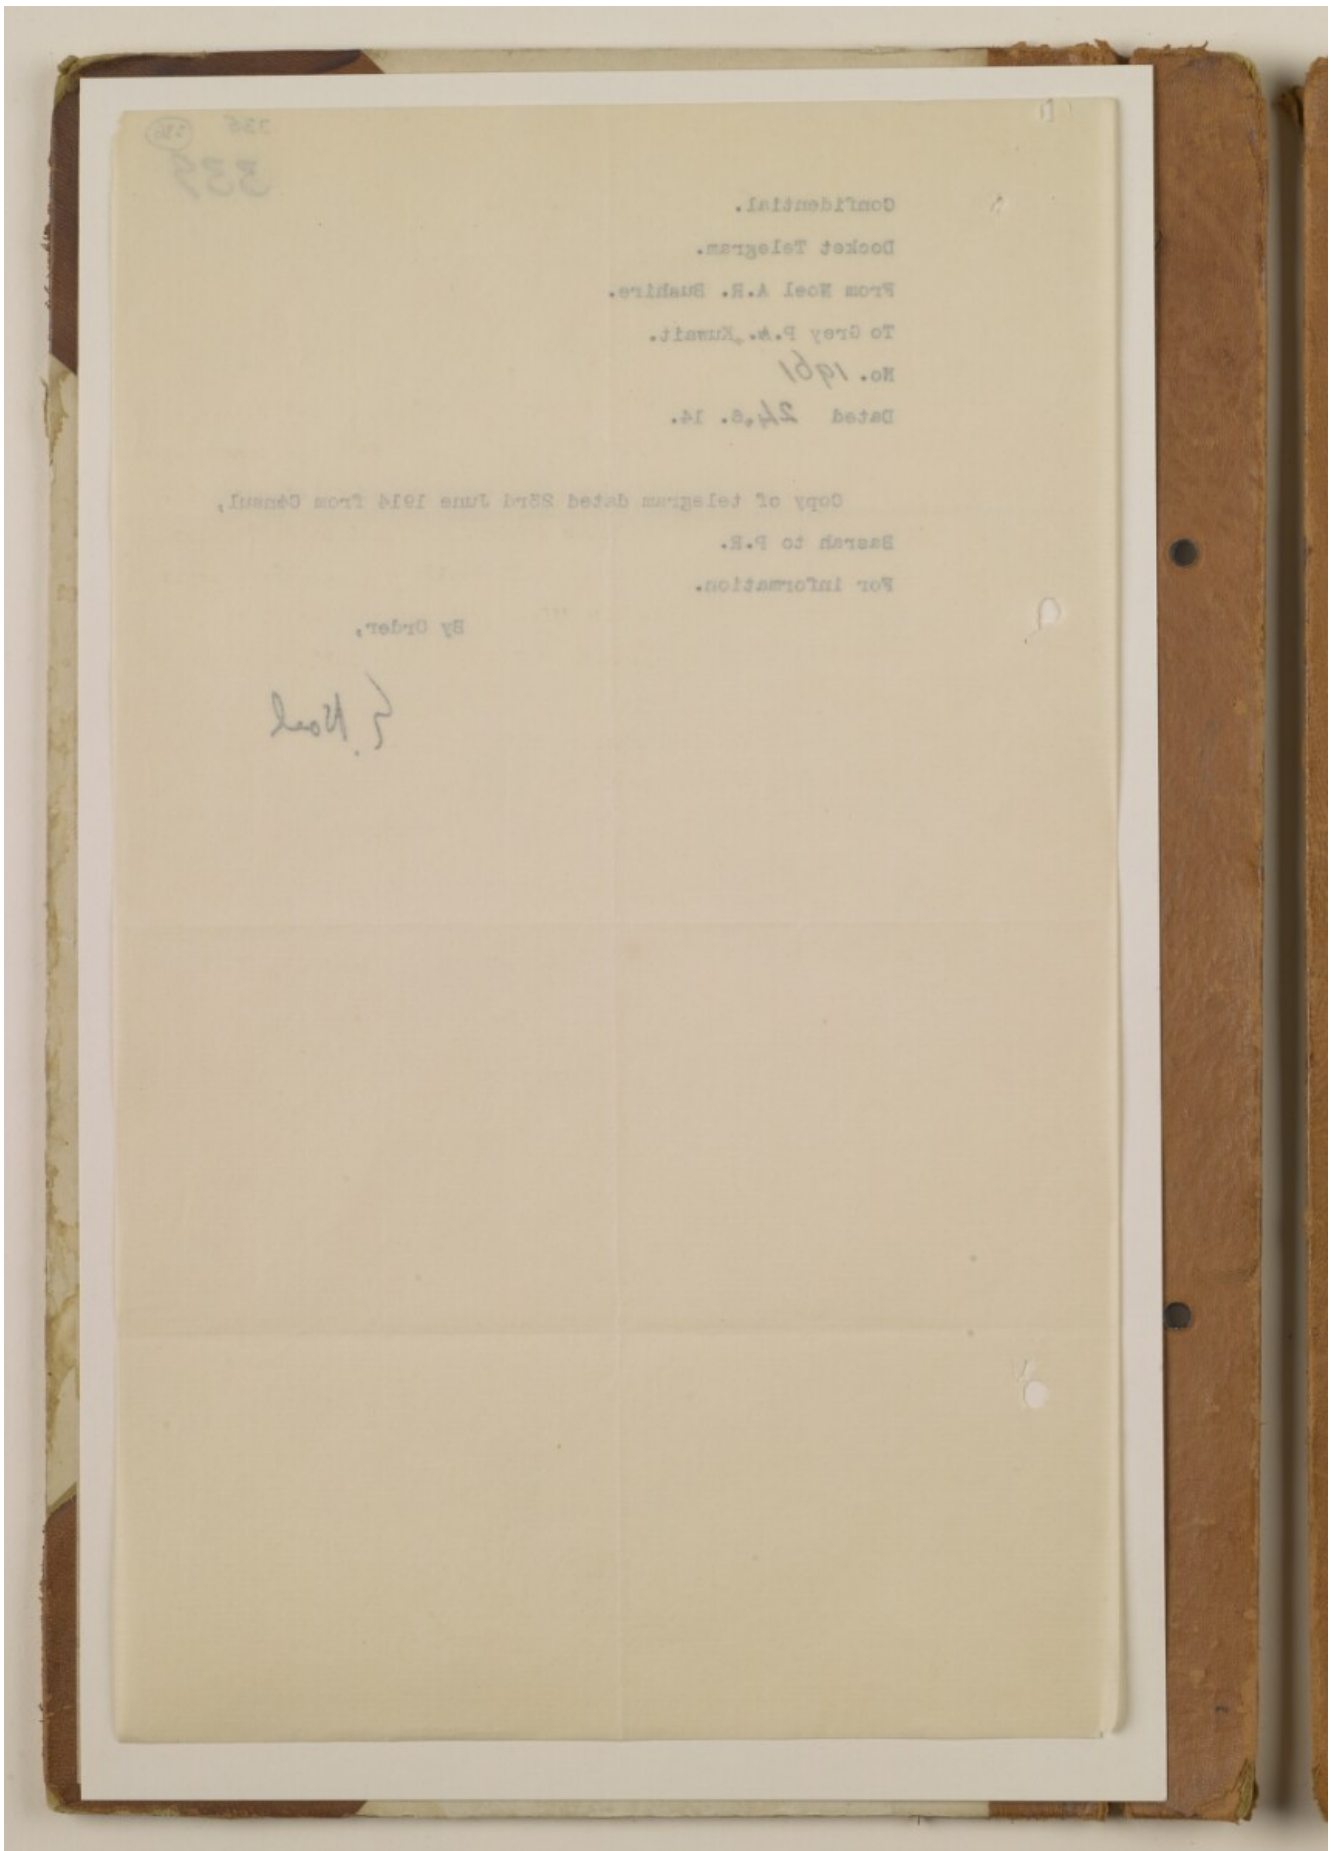 335
339
Confidential.
Docket Telegram.
From Noel A.R. Bushire.
To Grey P.A. Kuwait.
No. 1961
Dated 24.6. 14.
Copy of telegram dated 23rd June 1914 from Consul,
Basrah to P.R.
For information.
By Order,
E. Noel